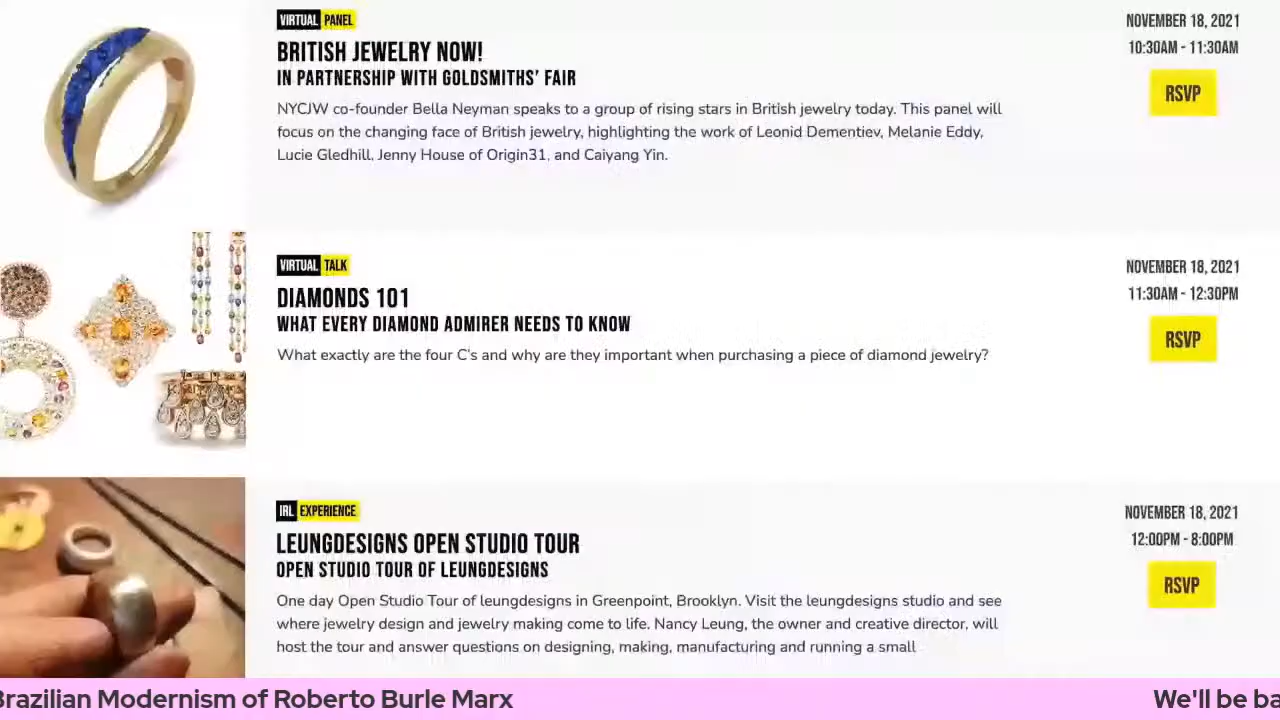 VIRTUAL PANEL
BRITISH JEWELRY NOW!
IN PARTNERSHIP WITH GOLDSMITHS' FAIR
NYCJW co-founder Bella Neyman speaks to a group of rising stars in British jewelry today. This panel will
focus on the changing face of British jewelry, highlighting the work of Leonid Dementiev, Melanie Eddy,
Lucie Gledhill, Jenny House of Origin31, and Caiyang Yin.
NOVEMBER 18, 2021
10:30AM - 11:30AM
RSVP
VIRTUAL TALK
DIAMONDS 101
WHAT EVERY DIAMOND ADMIRER NEEDS TO KNOW
What exactly are the four C's and why are they important when purchasing a piece of diamond jewelry?
NOVEMBER 18, 2021
11:30AM - 12:30PM
RSVP
IRL EXPERIENCE
LEUNGDESIGNS OPEN STUDIO TOUR
OPEN STUDIO TOUR OF LEUNGDESIGNS
One day Open Studio Tour of leungdesigns in Greenpoint, Brooklyn. Visit the leungdesigns studio and see
where jewelry design and jewelry making come to life. Nancy Leung, the owner and creative director, will
host the tour and answer questions on designing, making, manufacturing and running a small
NOVEMBER 18, 2021
12:00PM - 8:00PM
RSVP
Brazilian Modernism of Roberto Burle Marx
We'll be ba